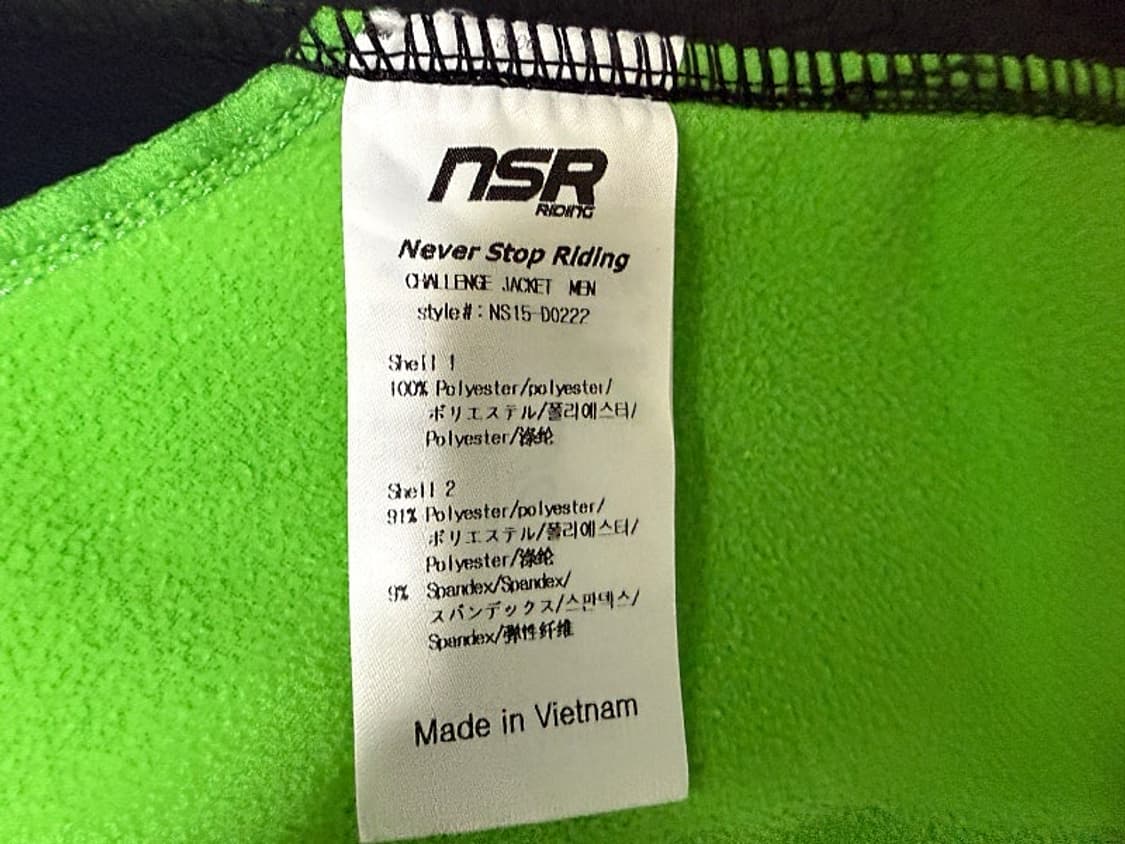 nSR
RIDING
Never Stop Riding
CHALLENGE JACKET MEN
style#: NS15-D0222
Shell 1
100% Polyester/polyester/
ポリエステル/폴리에스터/
Polyester/涤纶
Shell 2
91% Polyester/polyester/
ポリエステル/폴리에스터/
Polyester/涤纶
9% Spandex/Spandex/
スパンデックス/스판덱스/
Spandex/弹性纤维
Made in Vietnam